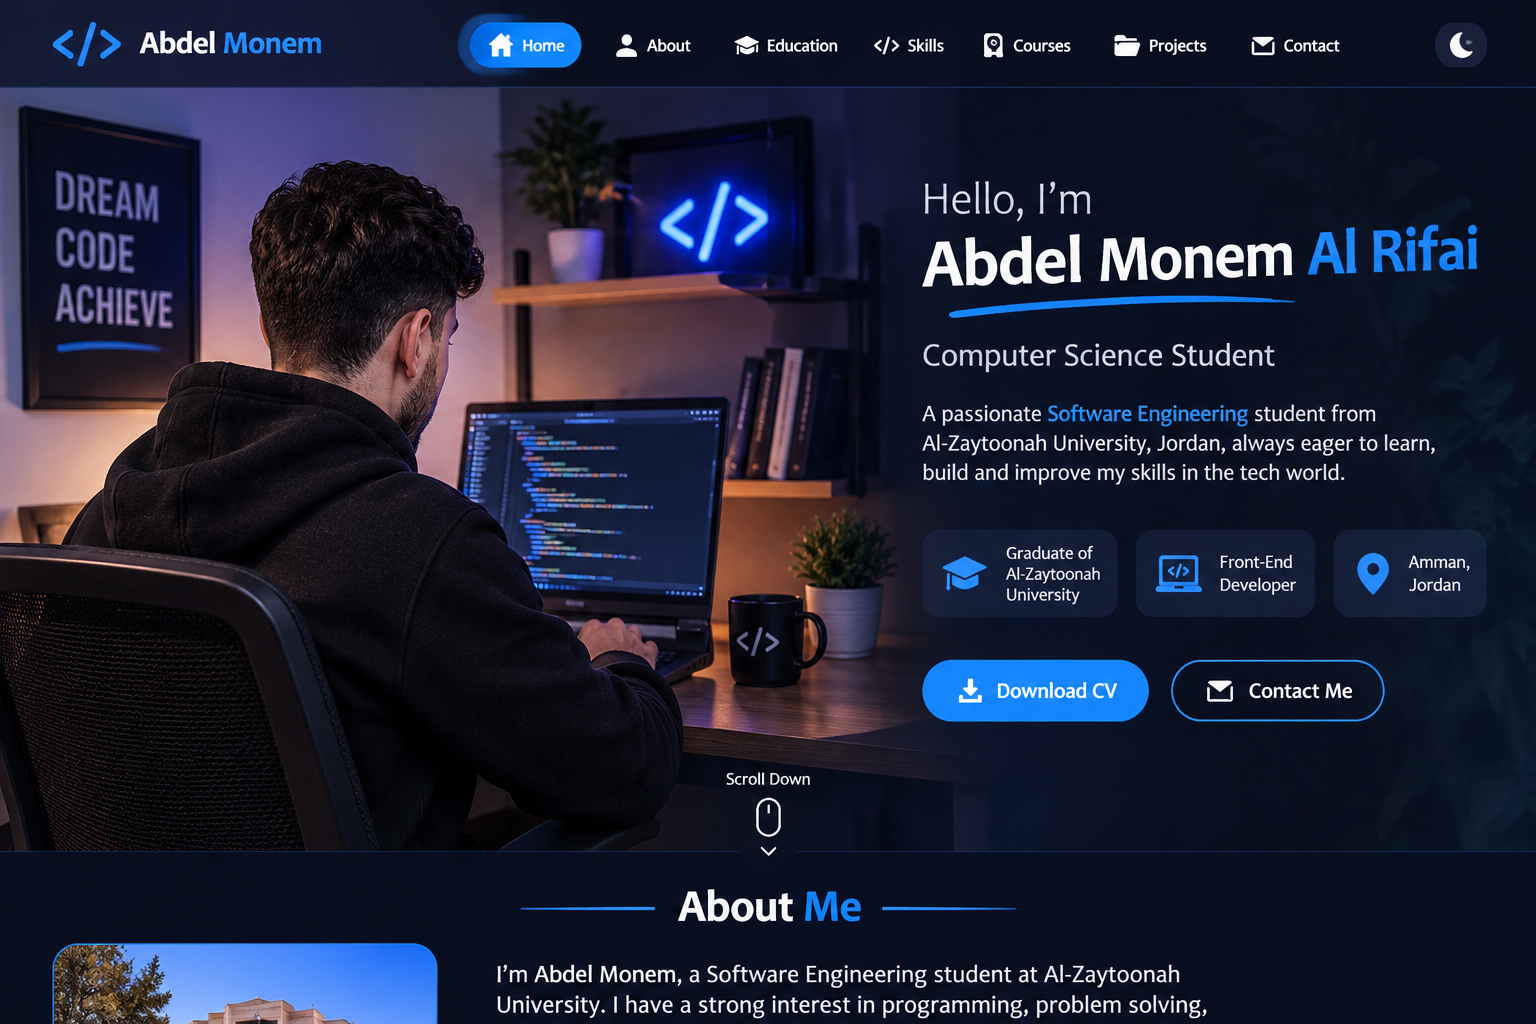 </> Abdel Monem
Home
About
Education
</> Skills
Courses
Projects
Contact
DREAM
CODE
ACHIEVE
</>
</>
Hello, I’m
Abdel Monem Al Rifai
Computer Science Student
A passionate Software Engineering student from
Al-Zaytoonah University, Jordan, always eager to learn,
build and improve my skills in the tech world.
Graduate of
Al-Zaytoonah
University
</>
Front-End
Developer
Amman,
Jordan
Download CV
Contact Me
Scroll Down
About Me
I’m Abdel Monem, a Software Engineering student at Al-Zaytoonah
University. I have a strong interest in programming, problem solving,